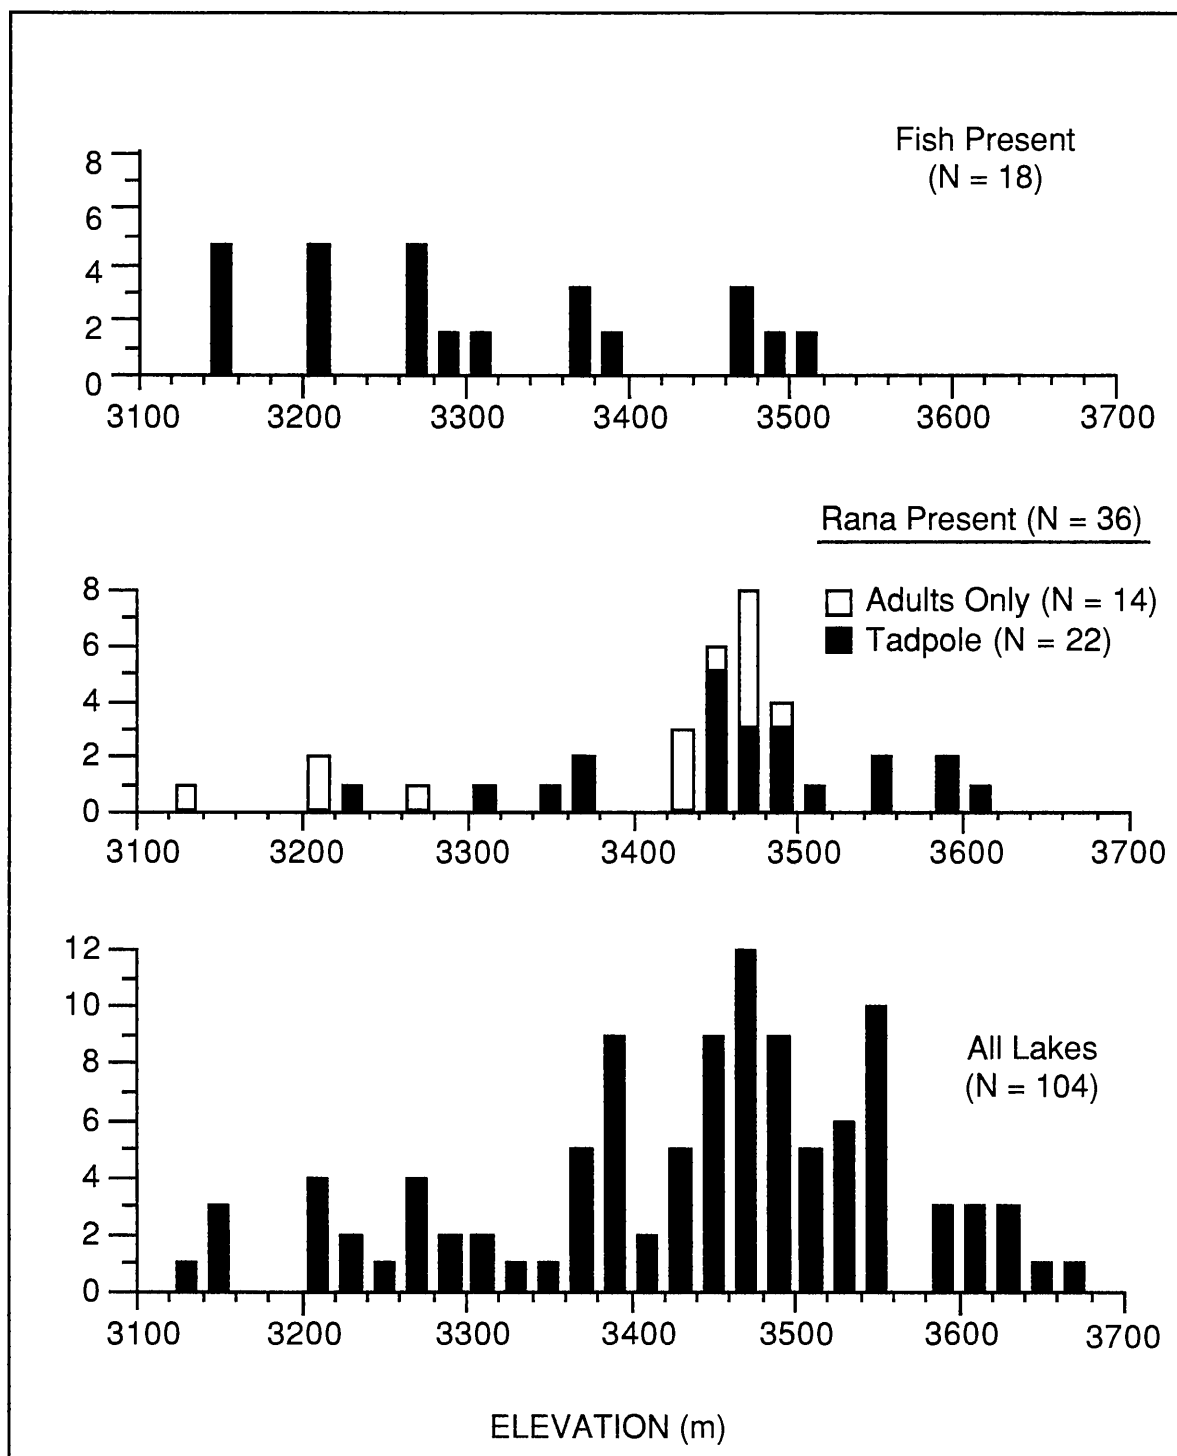 Fish Present
(N = 18)
8
6
4
2
0
3100 3200 3300 3400 3500 3600 3700
Rana Present (N = 36)
Adults Only (N = 14)
Tadpole (N = 22)
8
6
4
2
0
3100 3200 3300 3400 3500 3600 3700
12
10
8
6
4
2
0
All Lakes
(N = 104)
3100 3200 3300 3400 3500 3600 3700
ELEVATION (m)